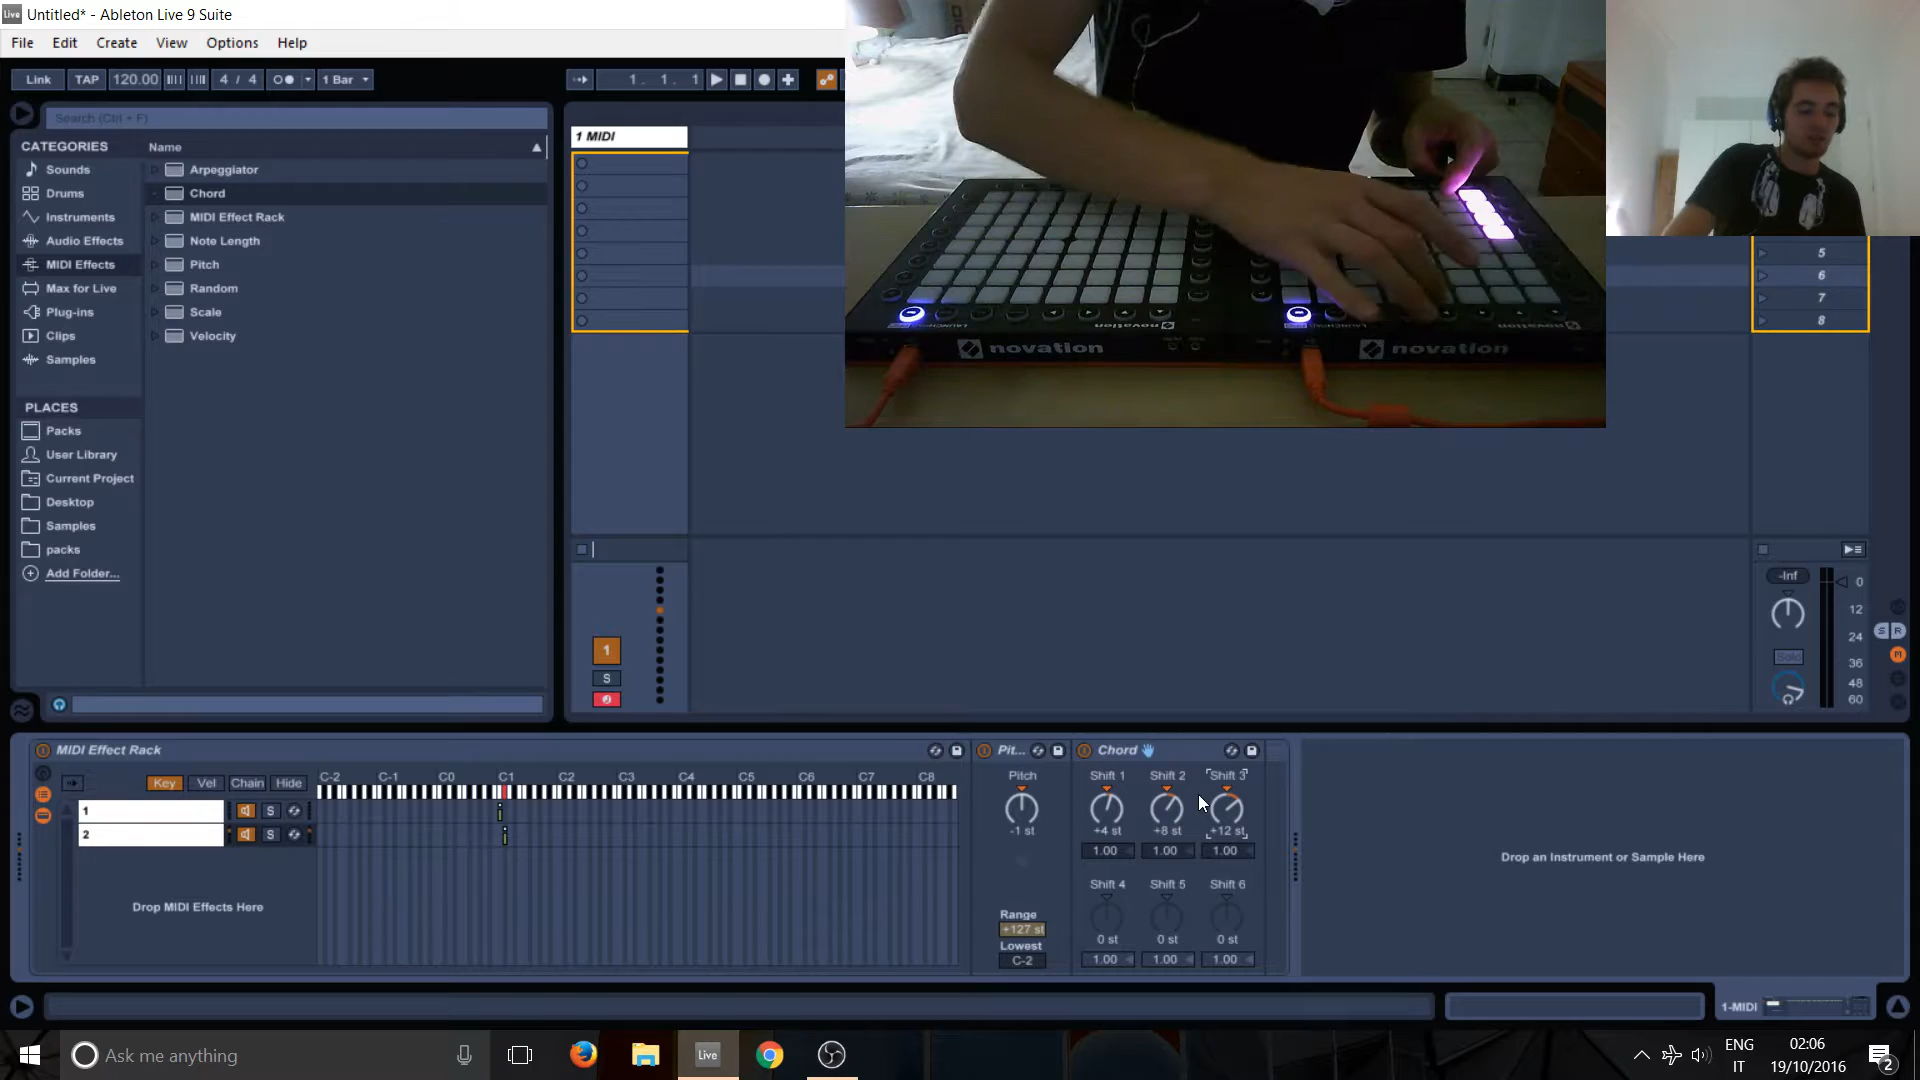 Live Untitled* - Ableton Live 9 Suite
File Edit Create View Options Help
Link TAP 120.00 4 / 4 1 Bar 1. 1. 1
Search (Ctrl + F)
CATEGORIES
Sounds
Drums
Instruments
Audio Effects
MIDI Effects
Max for Live
Plug-ins
Clips
Samples
PLACES
Packs
User Library
Current Project
Desktop
Samples
packs
Add Folder...
Name
Arpeggiator
Chord
MIDI Effect Rack
Note Length
Pitch
Random
Scale
Velocity
1 MIDI
novation
novation
5
6
7
8
-Inf
0
12
24
36
48
60
Solo
S R
M
1
S
MIDI Effect Rack
Key Vel Chain Hide
C-2 C-1 C0 C1 C2 C3 C4 C5 C6 C7 C8
1 S
2 S
Drop MIDI Effects Here
Pit...
Pitch
-1 st
Range
+127 st
Lowest
C-2
Chord
Shift 1 Shift 2 Shift 3
+4 st +8 st +12 st
1.00 1.00 1.00
Shift 4 Shift 5 Shift 6
0 st 0 st 0 st
1.00 1.00 1.00
Drop an Instrument or Sample Here
1-MIDI
Ask me anything
Live
ENG
IT
02:06
19/10/2016
2